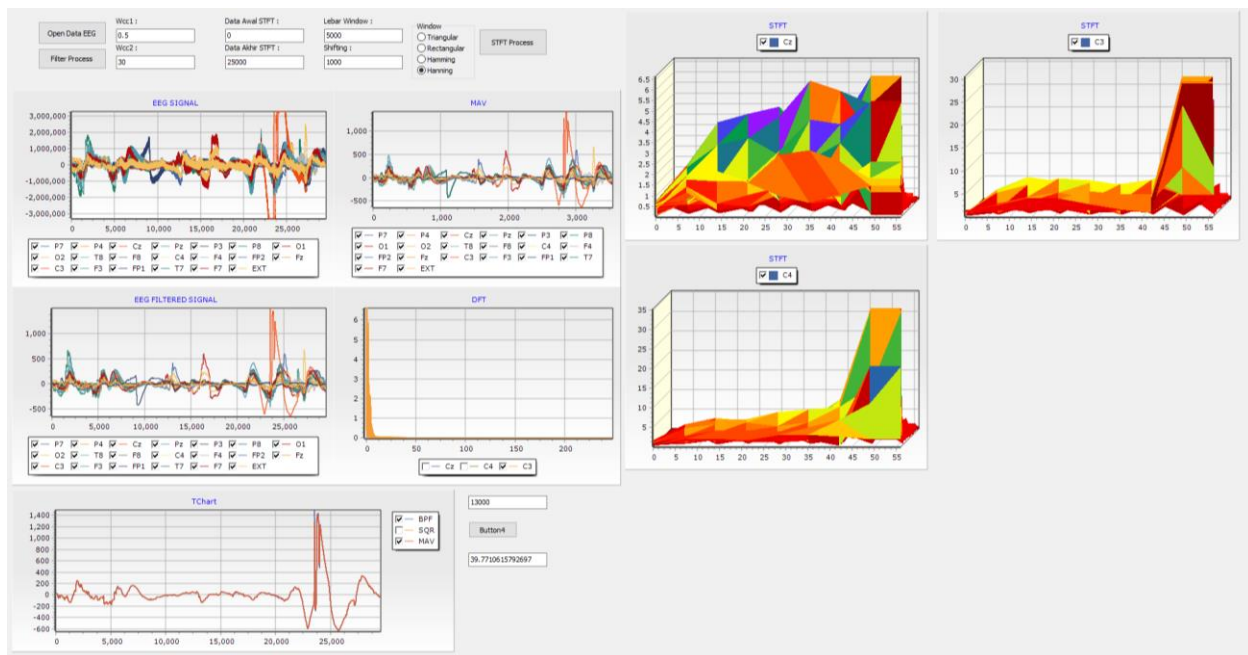 Open Data EEG
Filter Process
Wcc1 :
0.5
Wcc2 :
30
Data Awal STFT :
0
Data Akhir STFT :
25000
Lebar Window :
5000
Shifting :
1000
Window
Triangular
Rectangular
Hamming
Hanning
STFT Process
EEG SIGNAL
3,000,000
2,000,000
1,000,000
0
-1,000,000
-2,000,000
-3,000,000
0 5,000 10,000 15,000 20,000 25,000
P7 P4 Cz Pz P3 P8 O1
O2 T8 F8 C4 F4 FP2 Fz
C3 F3 FP1 T7 F7 EXT
MAV
1,000
500
0
-500
0 1,000 2,000 3,000
P7 P4 Cz Pz P3 P8
O1 O2 T8 F8 C4 F4
FP2 Fz C3 F3 FP1 T7
F7 EXT
EEG FILTERED SIGNAL
1,000
500
0
-500
0 5,000 10,000 15,000 20,000 25,000
P7 P4 Cz Pz P3 P8 O1
O2 T8 F8 C4 F4 FP2 Fz
C3 F3 FP1 T7 F7 EXT
DFT
6
5
4
3
2
1
0
0 50 100 150 200
Cz C4 C3
TChart
1,400
1,200
1,000
800
600
400
200
0
-200
-400
-600
0 5,000 10,000 15,000 20,000 25,000
BPF
SQR
MAV
13000
Button4
39.7710615792697
STFT
Cz
6.5
6
5.5
5
4.5
4
3.5
3
2.5
2
1.5
1
0.5
0 5 10 15 20 25 30 35 40 45 50 55
STFT
C3
30
25
20
15
10
5
0 5 10 15 20 25 30 35 40 45 50 55
STFT
C4
35
30
25
20
15
10
5
0 5 10 15 20 25 30 35 40 45 50 55